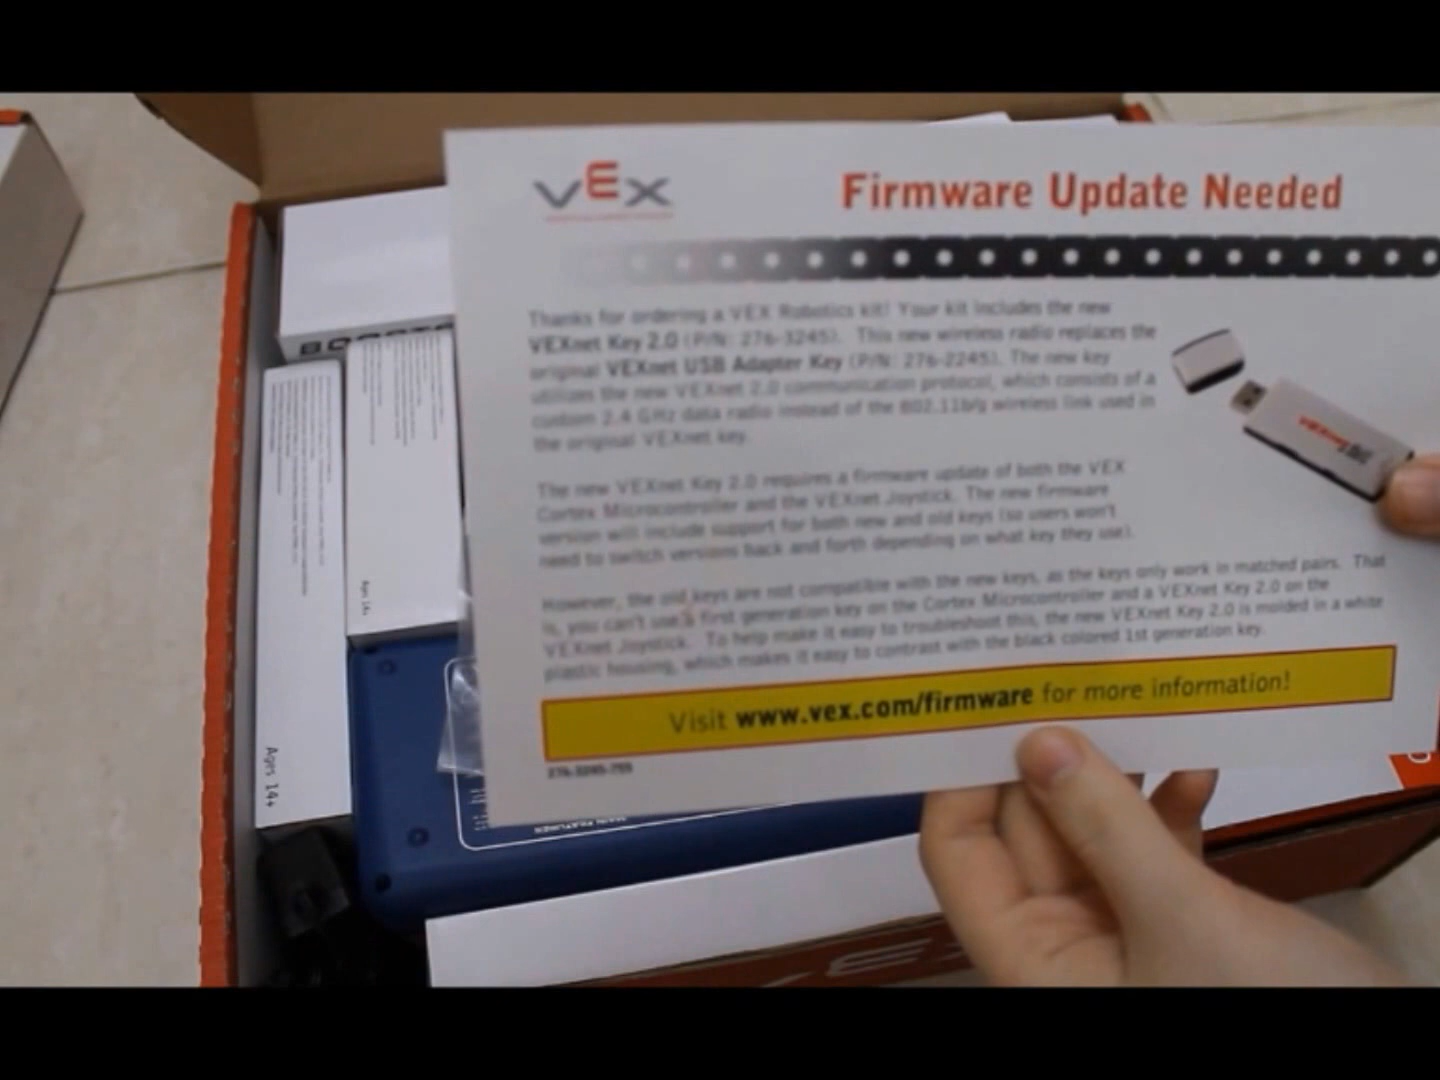 VEX
Firmware Update Needed
Thanks for ordering a VEX Robotics kit! Your kit includes the new
VEXnet Key 2.0 (P/N: 276-3245). This new wireless radio replaces the
original VEXnet USB Adapter Key (P/N: 276-2245). The new key
utilizes the new VEXnet 2.0 communication protocol, which consists of a
custom 2.4 GHz data radio instead of the 802.11b/g wireless link used in
the original VEXnet key.
The new VEXnet Key 2.0 requires a firmware update of both the VEX
Cortex Microcontroller and the VEXnet Joystick. The new firmware
version will include support for both new and old keys (so users won't
need to switch versions back and forth depending on what key they use).
However, the old keys are not compatible with the new keys, as the keys only work in matched pairs. That
is, you can't use a first generation key on the Cortex Microcontroller and a VEXnet Key 2.0 on the
VEXnet Joystick. To help make it easy to troubleshoot this, the new VEXnet Key 2.0 is molded in a white
plastic housing, which makes it easy to contrast with the black colored 1st generation key.
Visit www.vex.com/firmware for more information!
Ages 14+
Ages 14+
MAIN FEATURES